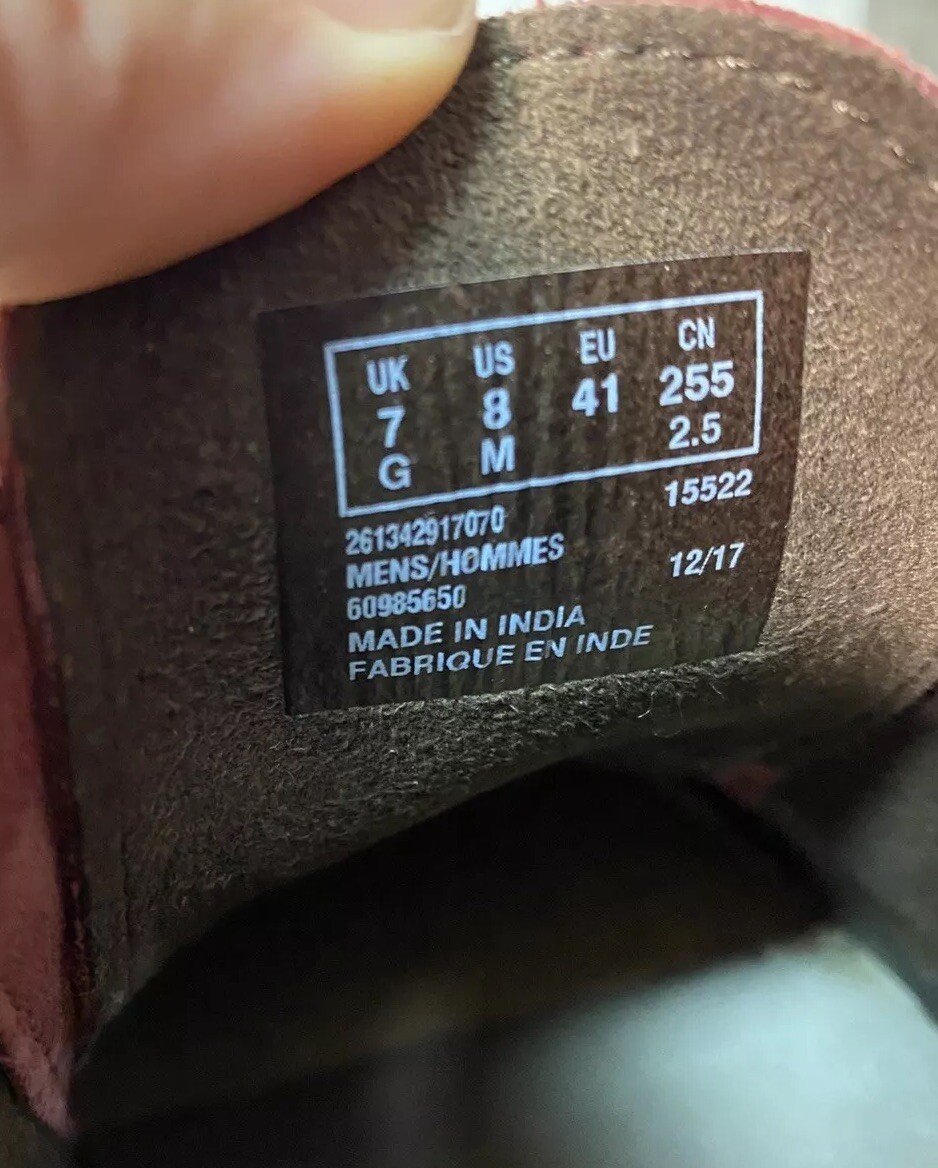 UK US EU CN
7 8 41 255
G M 2.5
261342917070 15522
MENS/HOMMES 12/17
60985650
MADE IN INDIA
FABRIQUE EN INDE